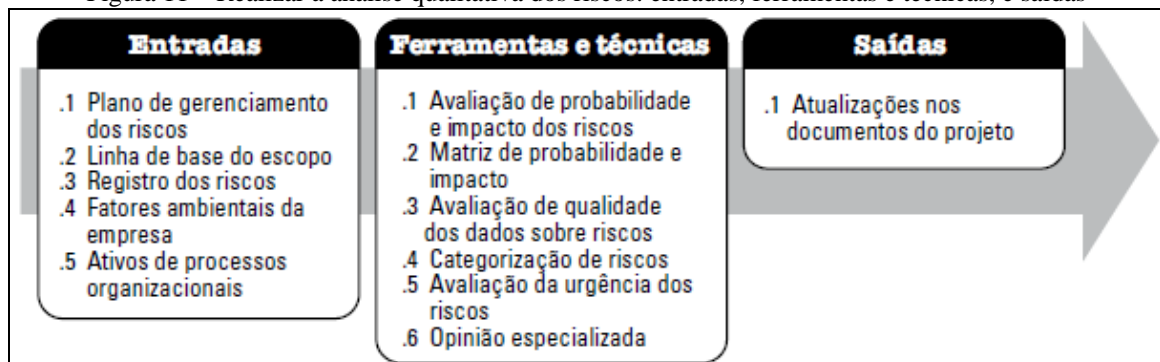 Figura 11 – Realizar a análise qualitativa dos riscos: entradas, ferramentas e técnicas, e saídas
Entradas
.1 Plano de gerenciamento
dos riscos
.2 Linha de base do escopo
.3 Registro dos riscos
.4 Fatores ambientais da
empresa
.5 Ativos de processos
organizacionais
Ferramentas e técnicas
.1 Avaliação de probabilidade
e impacto dos riscos
.2 Matriz de probabilidade e
impacto
.3 Avaliação de qualidade
dos dados sobre riscos
.4 Categorização de riscos
.5 Avaliação da urgência dos
riscos
.6 Opinião especializada
Saídas
.1 Atualizações nos
documentos do projeto